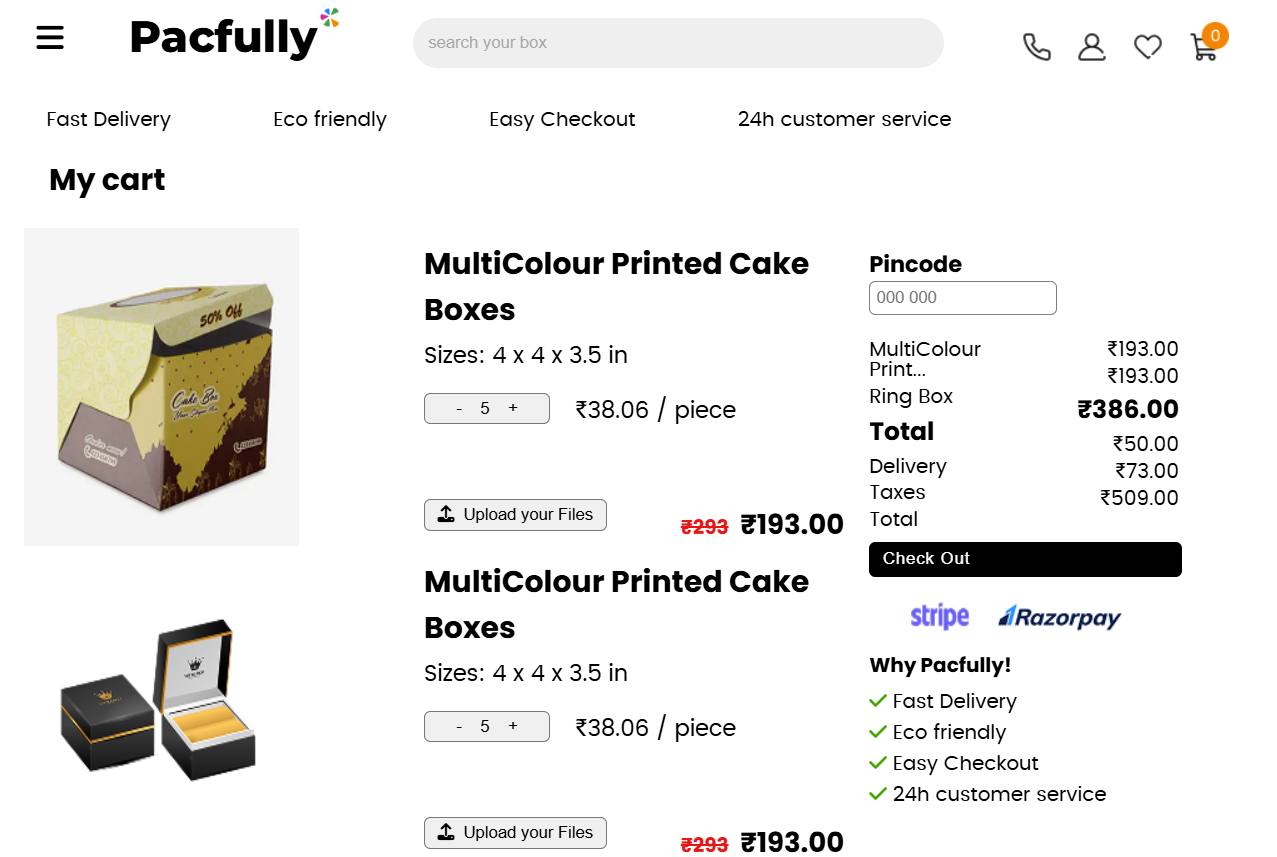 Pacfully
search your box
0
Fast Delivery
Eco friendly
Easy Checkout
24h customer service
My cart
50% Off
Cake Box
MultiColour Printed Cake
Boxes
Sizes: 4 x 4 x 3.5 in
- 5 +
₹38.06 / piece
Upload your Files
₹293 ₹193.00
MultiColour Printed Cake
Boxes
Sizes: 4 x 4 x 3.5 in
- 5 +
₹38.06 / piece
Upload your Files
₹293 ₹193.00
Pincode
000 000
MultiColour
Print...
₹193.00
Ring Box
₹193.00
Total
₹386.00
Delivery
₹50.00
Taxes
₹73.00
Total
₹509.00
Check Out
stripe
Razorpay
Why Pacfully!
Fast Delivery
Eco friendly
Easy Checkout
24h customer service